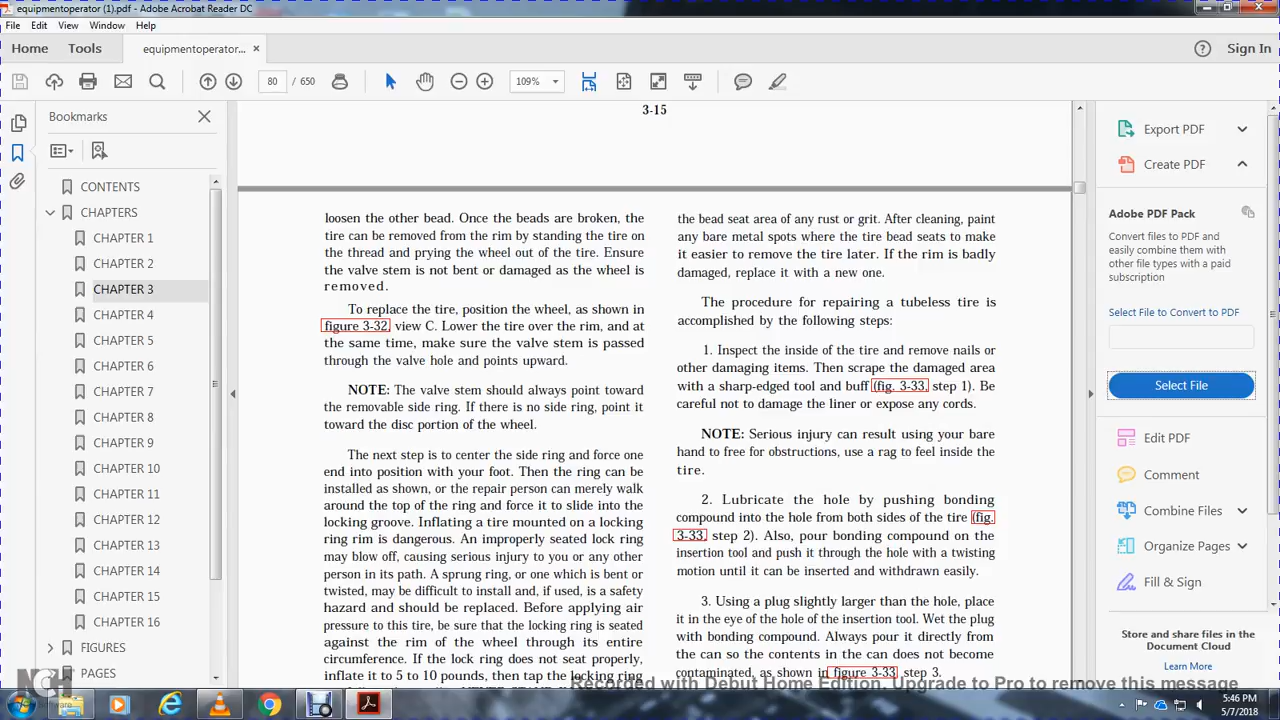 equipmentoperator (1).pdf - Adobe Acrobat Reader DC
File Edit View Window Help
Home Tools equipmentoperator... × Sign In
80 / 650 109%
Bookmarks
CONTENTS
CHAPTERS
CHAPTER 1
CHAPTER 2
CHAPTER 3
CHAPTER 4
CHAPTER 5
CHAPTER 6
CHAPTER 7
CHAPTER 8
CHAPTER 9
CHAPTER 10
CHAPTER 11
CHAPTER 12
CHAPTER 13
CHAPTER 14
CHAPTER 15
CHAPTER 16
FIGURES
PAGES
3-15
loosen the other bead. Once the beads are broken, the
tire can be removed from the rim by standing the tire on
the thread and prying the wheel out of the tire. Ensure
the valve stem is not bent or damaged as the wheel is
removed.
To replace the tire, position the wheel, as shown in
figure 3-32, view C. Lower the tire over the rim, and at
the same time, make sure the valve stem is passed
through the valve hole and points upward.
NOTE: The valve stem should always point toward
the removable side ring. If there is no side ring, point it
toward the disc portion of the wheel.
The next step is to center the side ring and force one
end into position with your foot. Then the ring can be
installed as shown, or the repair person can merely walk
around the top of the ring and force it to slide into the
locking groove. Inflating a tire mounted on a locking
ring rim is dangerous. An improperly seated lock ring
may blow off, causing serious injury to you or any other
person in its path. A sprung ring, or one which is bent or
twisted, may be difficult to install and, if used, is a safety
hazard and should be replaced. Before applying air
pressure to this tire, be sure that the locking ring is seated
against the rim of the wheel through its entire
circumference. If the lock ring does not seat properly,
inflate it to 5 to 10 pounds, then tap the locking ring
the bead seat area of any rust or grit. After cleaning, paint
any bare metal spots where the tire bead seats to make
it easier to remove the tire later. If the rim is badly
damaged, replace it with a new one.
The procedure for repairing a tubeless tire is
accomplished by the following steps:
1. Inspect the inside of the tire and remove nails or
other damaging items. Then scrape the damaged area
with a sharp-edged tool and buff (fig. 3-33, step 1). Be
careful not to damage the liner or expose any cords.
NOTE: Serious injury can result using your bare
hand to free for obstructions, use a rag to feel inside the
tire.
2. Lubricate the hole by pushing bonding
compound into the hole from both sides of the tire (fig.
3-33, step 2). Also, pour bonding compound on the
insertion tool and push it through the hole with a twisting
motion until it can be inserted and withdrawn easily.
3. Using a plug slightly larger than the hole, place
it in the eye of the hole of the insertion tool. Wet the plug
with bonding compound. Always pour it directly from
the can so the contents in the can does not become
contaminated, as shown in figure 3-33 step 3.
Export PDF
Create PDF
Adobe PDF Pack
Convert files to PDF and
easily combine them with
other file types with a paid
subscription
Select File to Convert to PDF
Select File
Edit PDF
Comment
Combine Files
Organize Pages
Fill & Sign
Store and share files in the
Document Cloud
Learn More
NCH
Software
Recorded with Debut Home Edition. Upgrade to Pro to remove this message
5:46 PM
5/7/2018